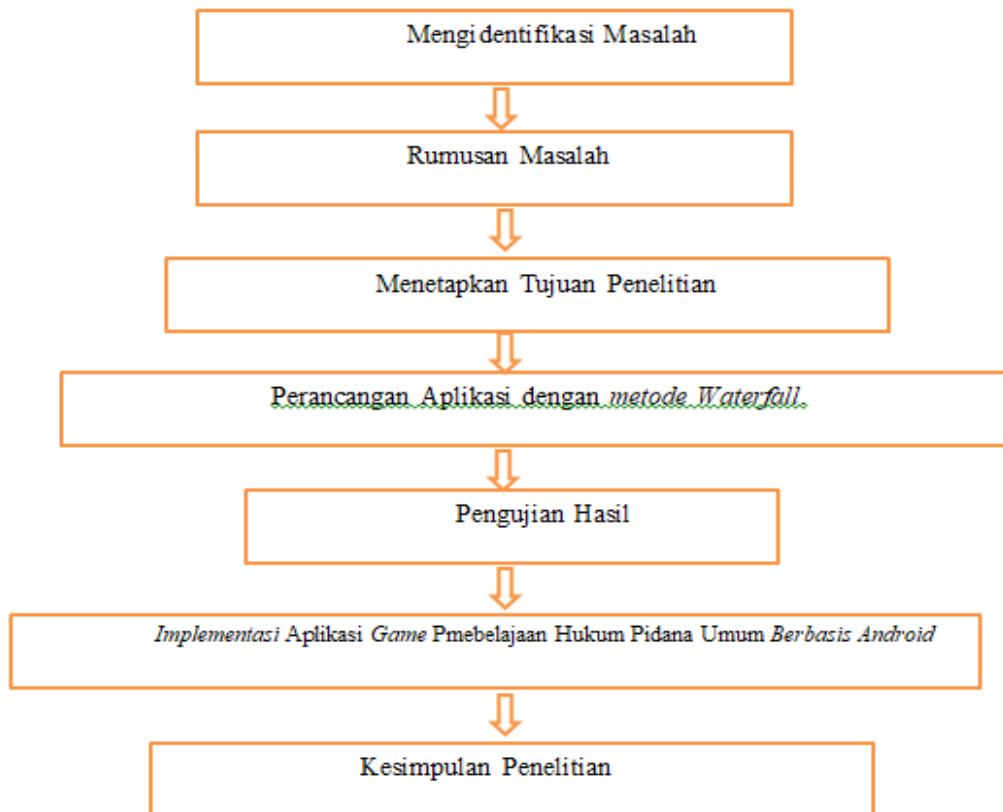 Mengidentifikasi Masalah
Rumusan Masalah
Menetapkan Tujuan Penelitian
Perancangan Aplikasi dengan metode Waterfall.
Pengujian Hasil
Implementasi Aplikasi Game Pmebelajaan Hukum Pidana Umum Berbasis Android
Kesimpulan Penelitian